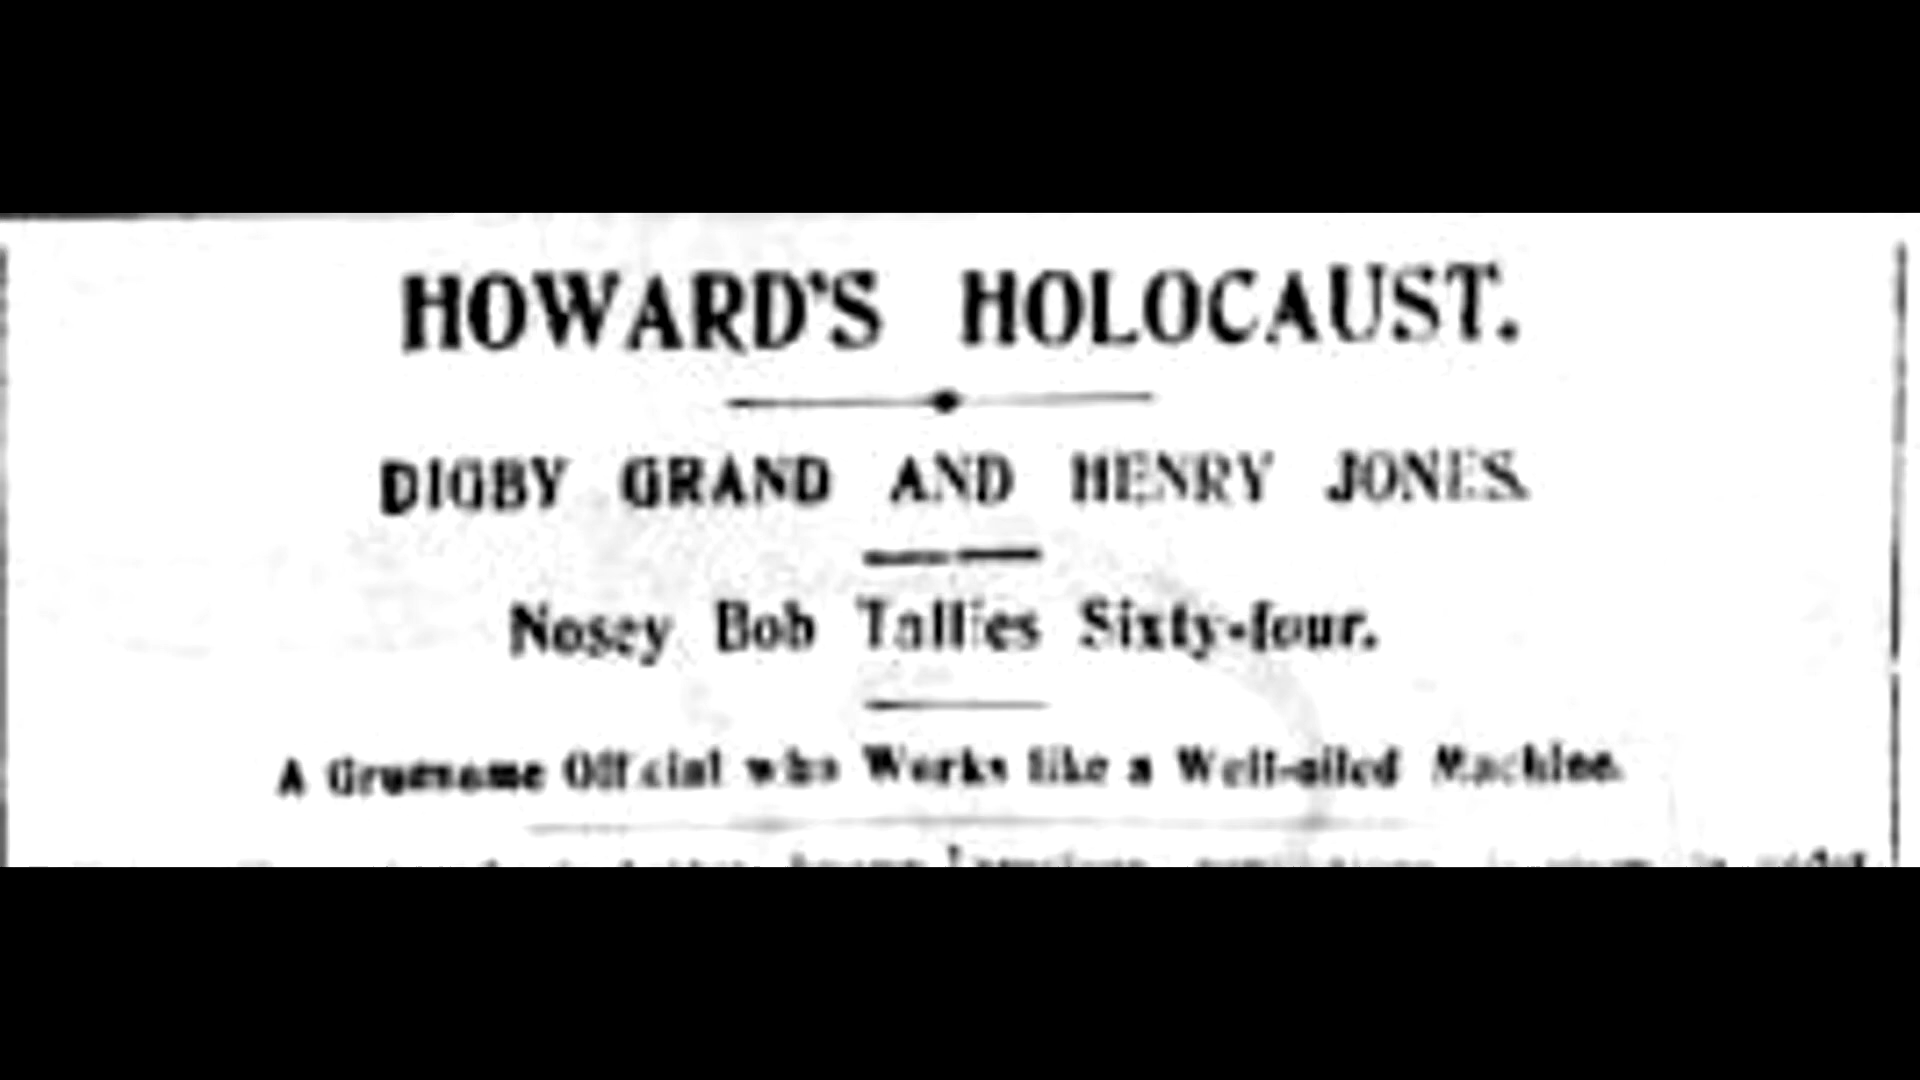 HOWARD'S HOLOCAUST.
DIGBY GRAND AND HENRY JONES.
Nosey Bob Tallies Sixty-four.
A Gruesome Official who Works like a Well-oiled Machine.